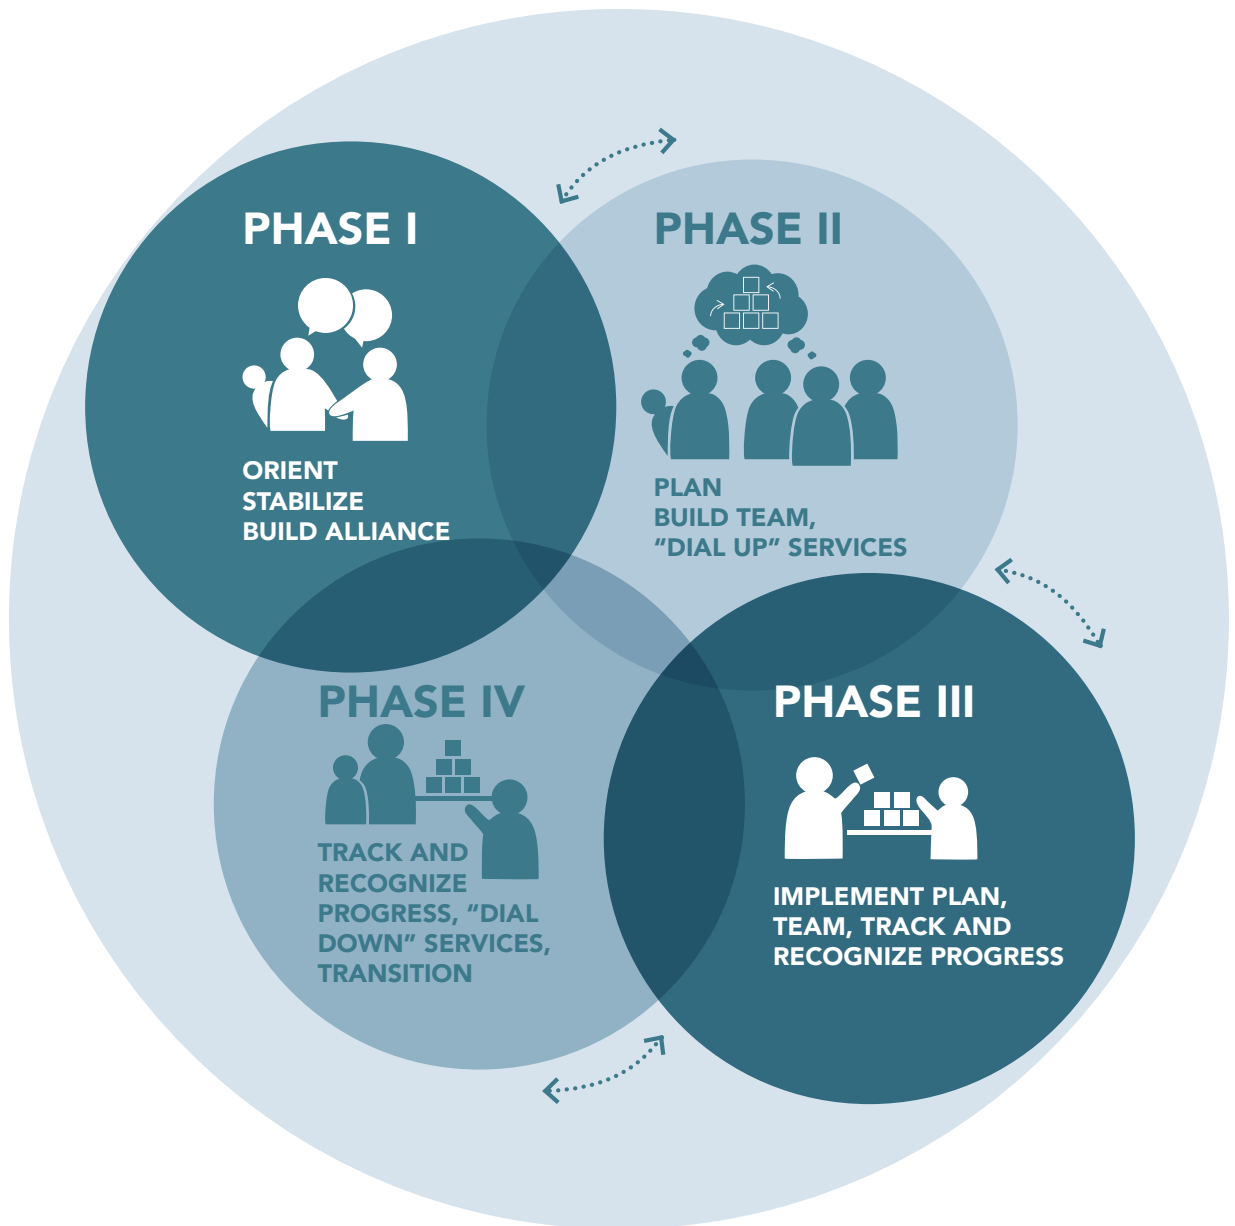 PHASE I
ORIENT
STABILIZE
BUILD ALLIANCE
PHASE II
PLAN
BUILD TEAM,
“DIAL UP” SERVICES
PHASE III
IMPLEMENT PLAN,
TEAM, TRACK AND
RECOGNIZE PROGRESS
PHASE IV
TRACK AND
RECOGNIZE
PROGRESS, “DIAL
DOWN” SERVICES,
TRANSITION